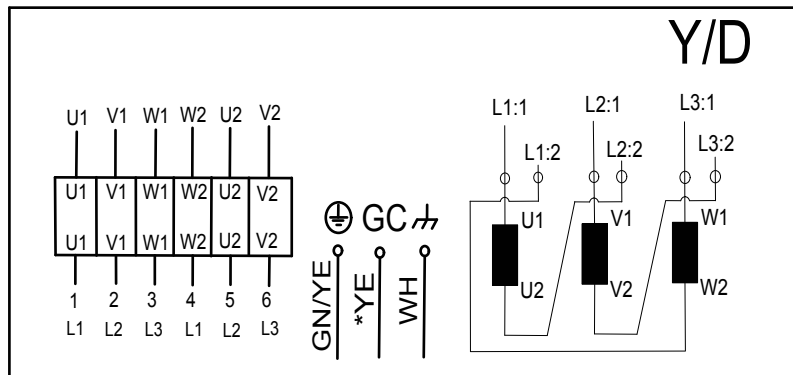 Y/D
U1 V1 W1 W2 U2 V2
U1 V1 W1 W2 U2 V2
U1 V1 W1 W2 U2 V2
1 2 3 4 5 6
L1 L2 L3 L1 L2 L3
GC
GN/YE
*YE
WH
L1:1 L2:1 L3:1
L1:2 L2:2 L3:2
U1 V1 W1
U2 V2 W2